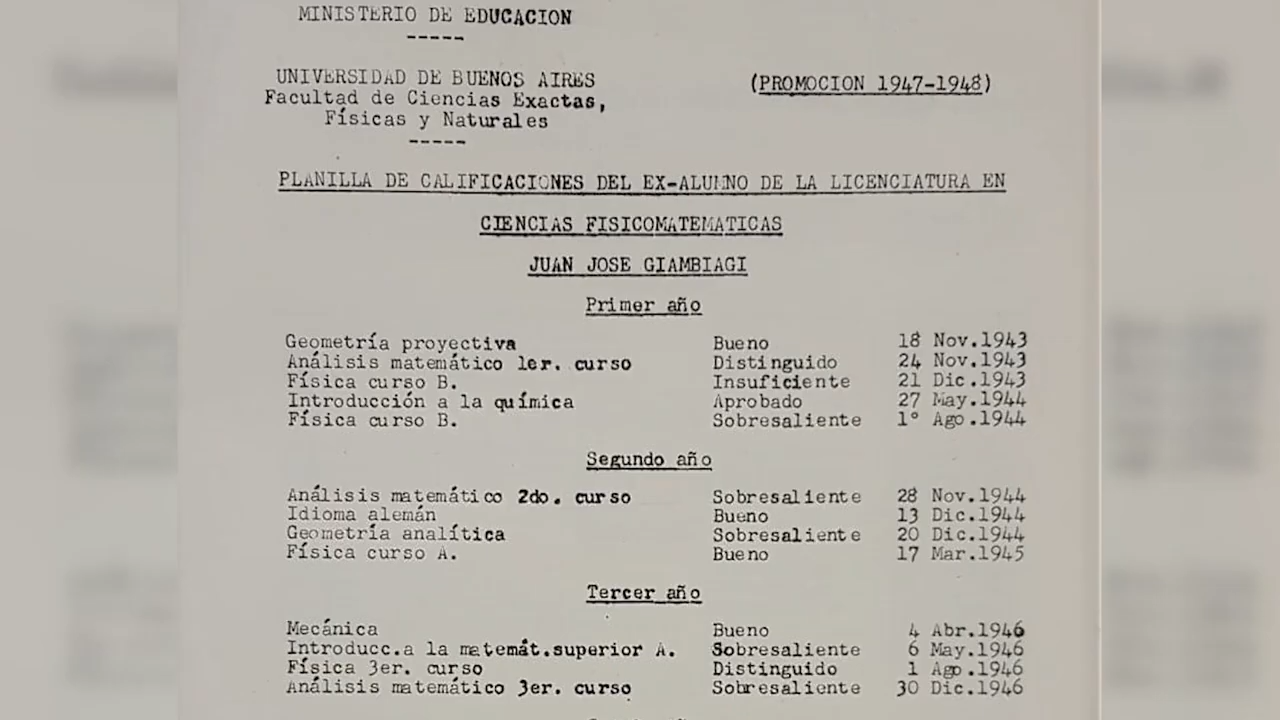 MINISTERIO DE EDUCACION
-----
UNIVERSIDAD DE BUENOS AIRES
(PROMOCION 1947-1948)
Facultad de Ciencias Exactas,
Físicas y Naturales
-----
PLANILLA DE CALIFICACIONES DEL EX-ALUMNO DE LA LICENCIATURA EN
CIENCIAS FISICOMATEMATICAS
JUAN JOSE GIAMBIAGI
Primer año
Geometría proyectiva Bueno 18 Nov.1943
Análisis matemático 1er. curso Distinguido 24 Nov.1943
Física curso B. Insuficiente 21 Dic.1943
Introducción a la química Aprobado 27 May.1944
Física curso B. Sobresaliente 1° Ago.1944
Segundo año
Análisis matemático 2do. curso Sobresaliente 28 Nov.1944
Idioma alemán Bueno 13 Dic.1944
Geometría analítica Sobresaliente 20 Dic.1944
Física curso A. Bueno 17 Mar.1945
Tercer año
Mecánica Bueno 4 Abr.1946
Introducc.a la matemát.superior A. Sobresaliente 6 May.1946
Física 3er. curso Distinguido 1 Ago.1946
Análisis matemático 3er. curso Sobresaliente 30 Dic.1946